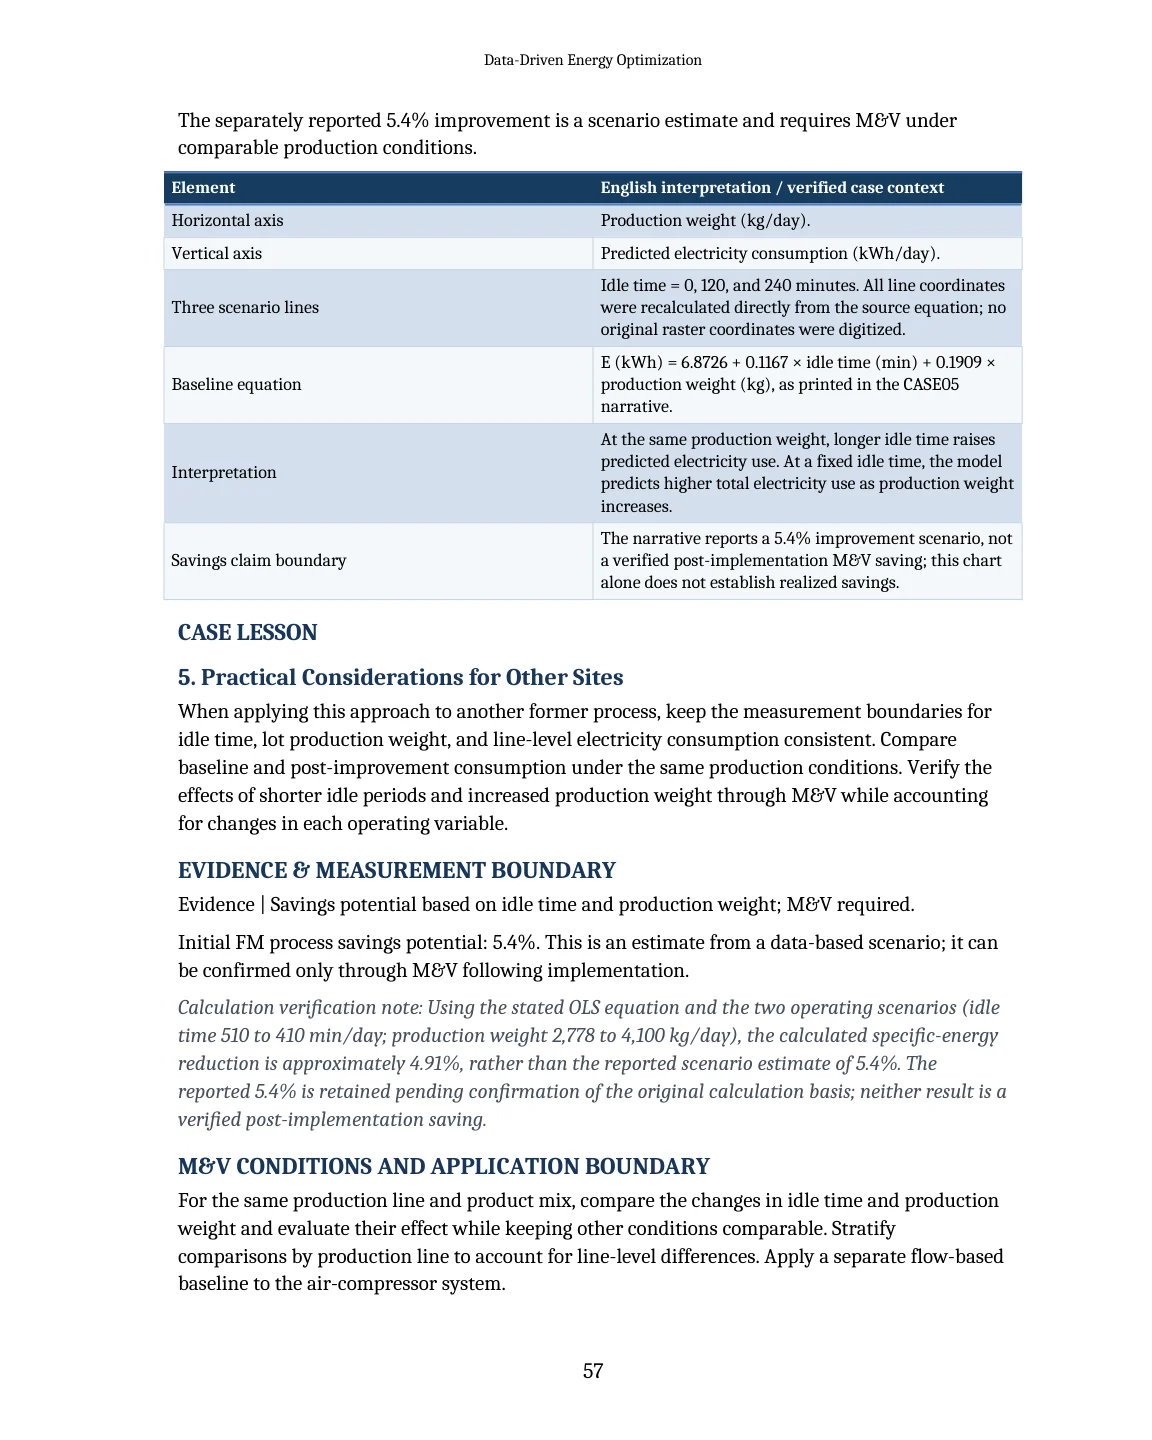 Data-Driven Energy Optimization
The separately reported 5.4% improvement is a scenario estimate and requires M&V under
comparable production conditions.
Element
English interpretation / verified case context
Horizontal axis
Production weight (kg/day).
Vertical axis
Predicted electricity consumption (kWh/day).
Three scenario lines
Idle time = 0, 120, and 240 minutes. All line coordinates
were recalculated directly from the source equation; no
original raster coordinates were digitized.
Baseline equation
E (kWh) = 6.8726 + 0.1167 × idle time (min) + 0.1909 ×
production weight (kg), as printed in the CASE05
narrative.
Interpretation
At the same production weight, longer idle time raises
predicted electricity use. At a fixed idle time, the model
predicts higher total electricity use as production weight
increases.
Savings claim boundary
The narrative reports a 5.4% improvement scenario, not
a verified post-implementation M&V saving; this chart
alone does not establish realized savings.
CASE LESSON
5. Practical Considerations for Other Sites
When applying this approach to another former process, keep the measurement boundaries for
idle time, lot production weight, and line-level electricity consumption consistent. Compare
baseline and post-improvement consumption under the same production conditions. Verify the
effects of shorter idle periods and increased production weight through M&V while accounting
for changes in each operating variable.
EVIDENCE & MEASUREMENT BOUNDARY
Evidence | Savings potential based on idle time and production weight; M&V required.
Initial FM process savings potential: 5.4%. This is an estimate from a data-based scenario; it can
be confirmed only through M&V following implementation.
Calculation verification note: Using the stated OLS equation and the two operating scenarios (idle
time 510 to 410 min/day; production weight 2,778 to 4,100 kg/day), the calculated specific-energy
reduction is approximately 4.91%, rather than the reported scenario estimate of 5.4%. The
reported 5.4% is retained pending confirmation of the original calculation basis; neither result is a
verified post-implementation saving.
M&V CONDITIONS AND APPLICATION BOUNDARY
For the same production line and product mix, compare the changes in idle time and production
weight and evaluate their effect while keeping other conditions comparable. Stratify
comparisons by production line to account for line-level differences. Apply a separate flow-based
baseline to the air-compressor system.
57